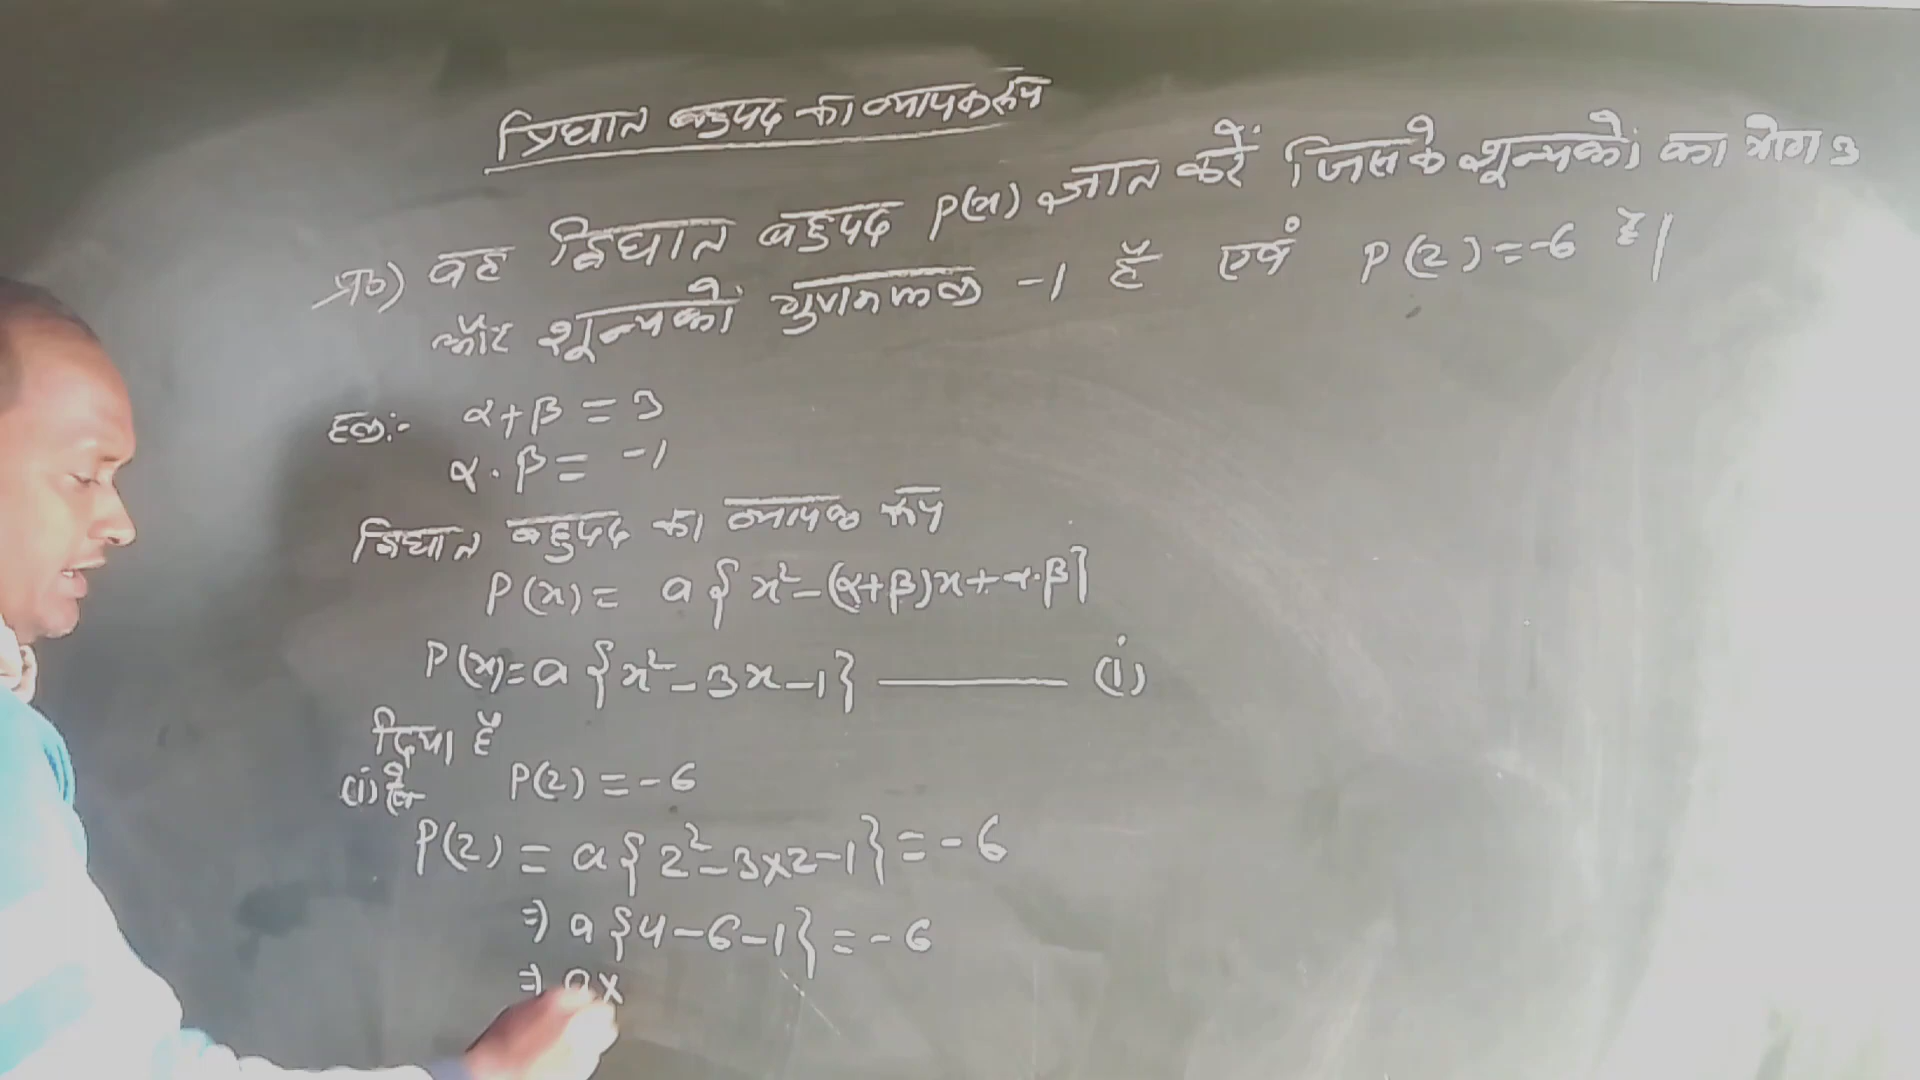 द्विघात बहुपद का व्यापक रूप
प्र०) वह द्विघात बहुपद P(x) ज्ञात करें जिसके शून्यकों का योग 3
और शून्यकों गुणनफल -1 है एवं P(2)=-6 है|
हल:- α+β=3
α·β=-1
द्विघात बहुपद का व्यापक रूप
P(x)= a{x²-(α+β)x+α·β}
P(x)=a{x²-3x-1} ——— (i)
दिया है
(i) से P(2)=-6
P(2)=a{2²-3×2-1}=-6
⇒ a{4-6-1}=-6
⇒ a×